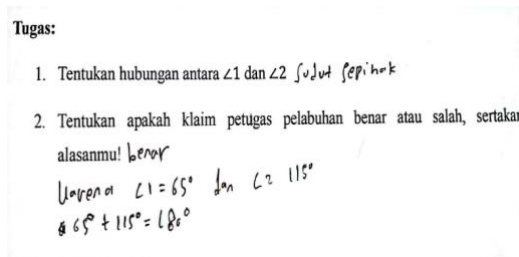 Tugas:
1. Tentukan hubungan antara ∠1 dan ∠2 Sudut Sepihak
2. Tentukan apakah klaim petugas pelabuhan benar atau salah, sertakan
alasanmu! benar
Karena ∠1 = 65° dan ∠2 115°
65° + 115° = 180°